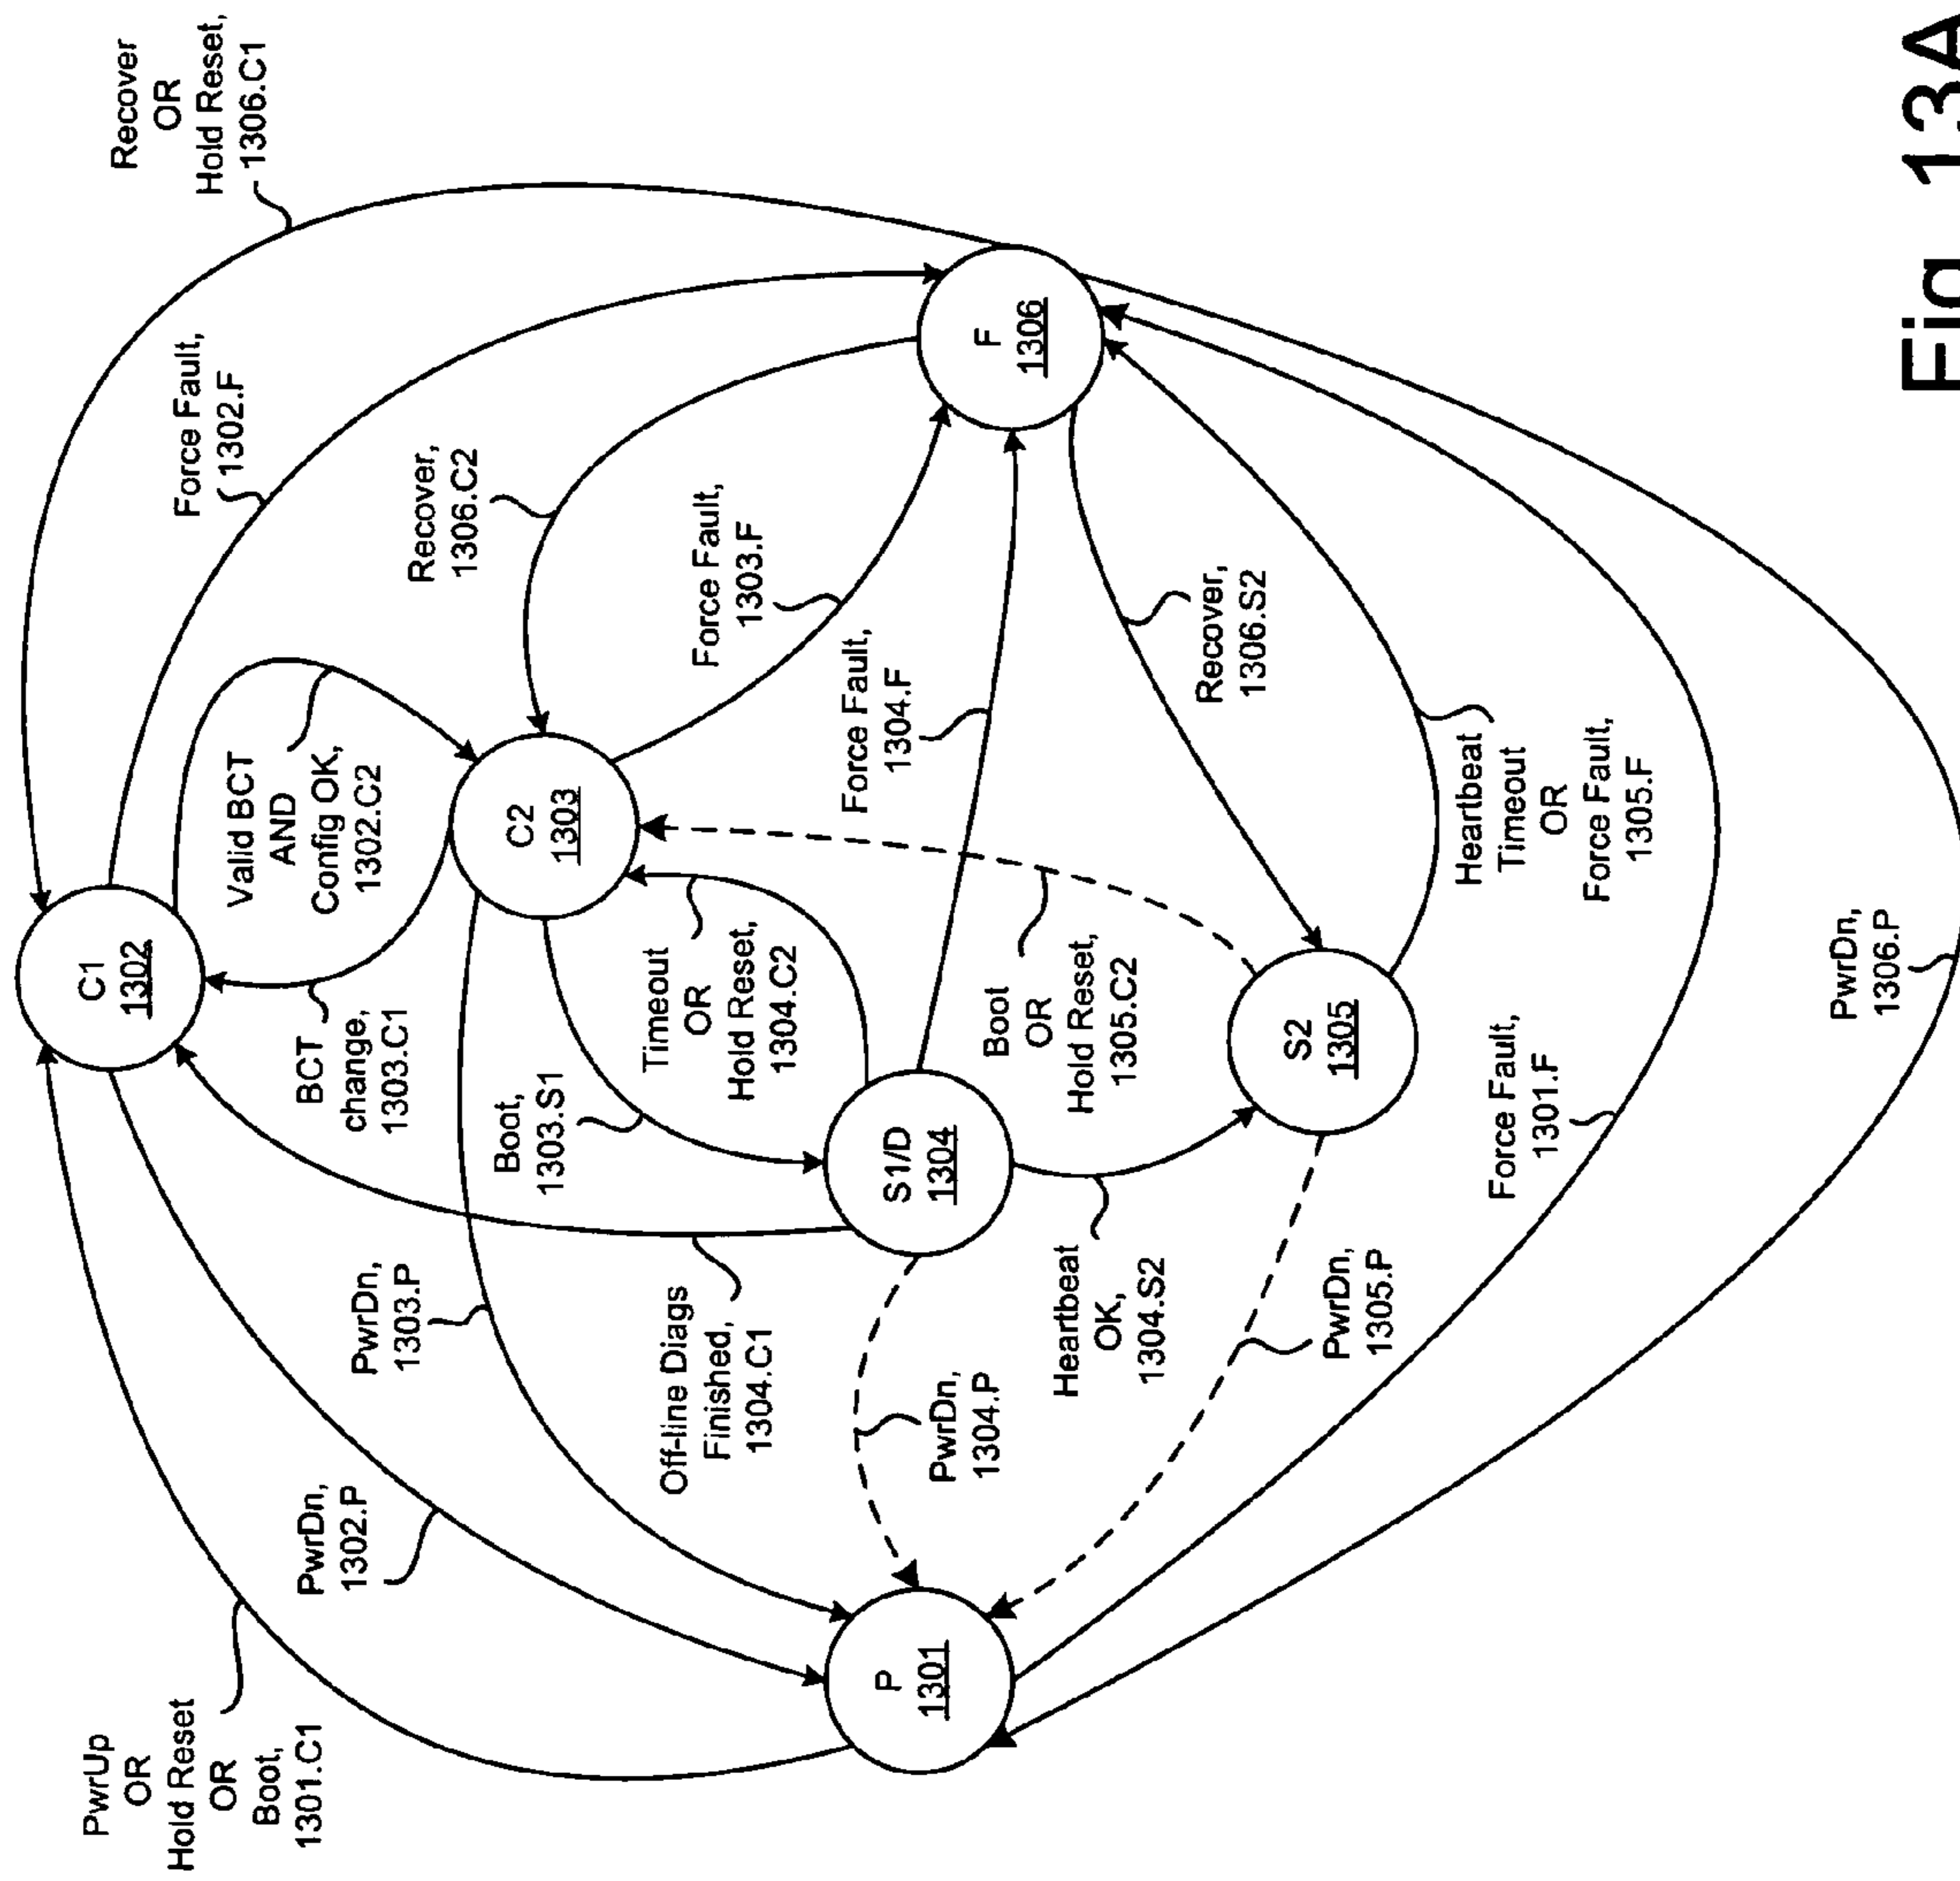 PwrUp
OR
Hold Reset
OR
Boot,
1301.C1
PwrDn,
1302.P
PwrDn,
1303.P
Off-line Diags
Finished,
1304.C1
BCT
change,
1303.C1
Boot,
1303.S1
C1
1302
Valid BCT
AND
Config OK,
1302.C2
Force Fault,
1302.F
Recover
OR
Hold Reset,
1306.C1
Recover,
1306.C2
C2
1303
Force Fault,
1303.F
Timeout
OR
Hold Reset,
1304.C2
Force Fault,
1304.F
P
1301
PwrDn,
1304.P
S1/D
1304
Heartbeat
OK,
1304.S2
Boot
OR
Hold Reset,
1305.C2
F
1306
Recover,
1306.S2
S2
1305
PwrDn,
1305.P
Heartbeat
Timeout
OR
Force Fault,
1305.F
Force Fault,
1301.F
PwrDn,
1306.P
Fig. 13A